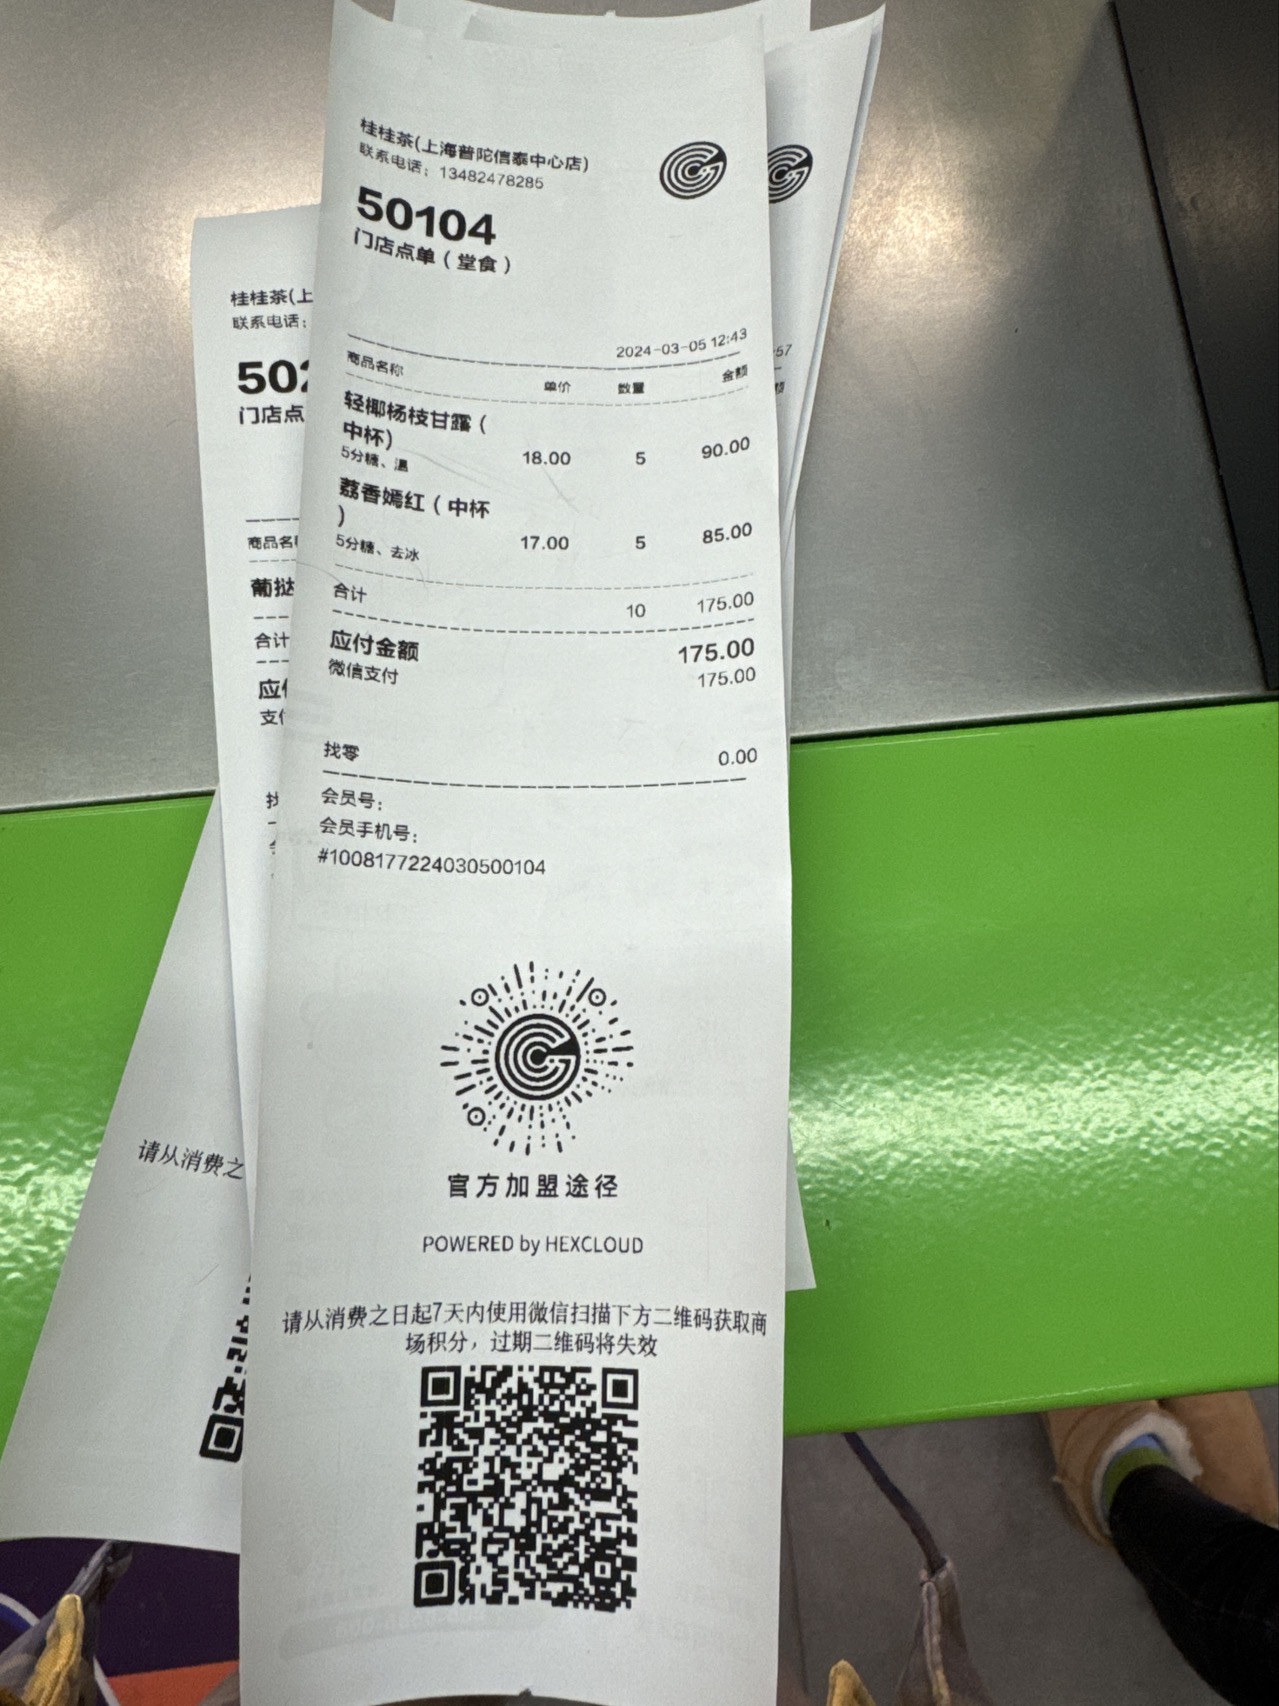 桂桂茶(上海普陀信泰中心店)
联系电话：13482478285
50104
门店点单（堂食）
2024-03-05 12:43
商品名称 单价 数量 金额
轻椰杨枝甘露（
中杯) 18.00 5 90.00
5分糖、温
荔香嫣红（中杯
) 17.00 5 85.00
5分糖、去冰
合计 10 175.00
应付金额 175.00
微信支付 175.00
找零 0.00
会员号：
会员手机号：
#1008177224030500104
官方加盟途径
POWERED by HEXCLOUD
请从消费之日起7天内使用微信扫描下方二维码获取商
场积分，过期二维码将失效
桂桂茶(上
联系电话：
502
门店点
商品名
葡挞
合计
应
支
请从消费之
:57
额